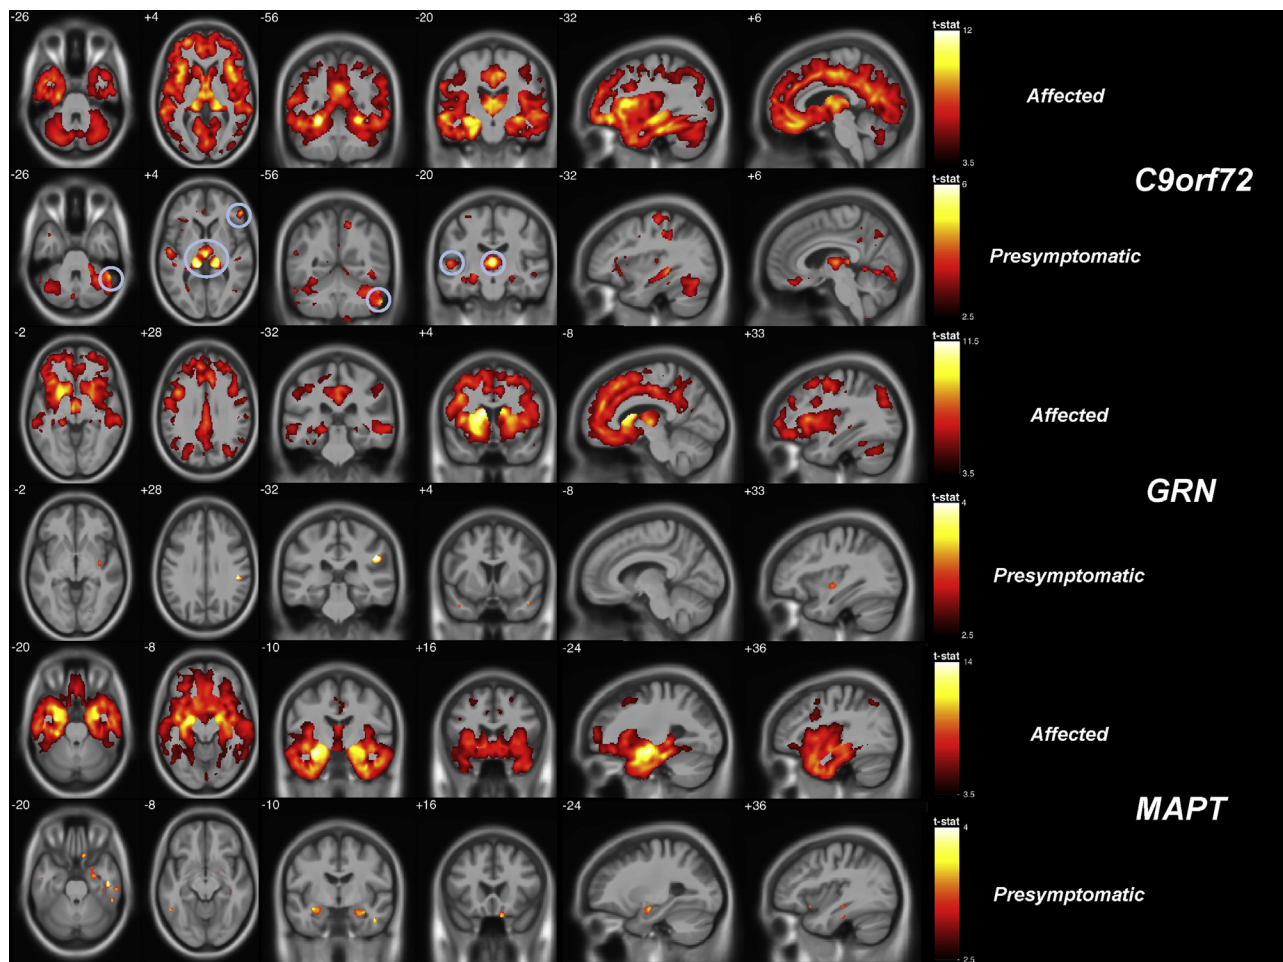 -26 +4 -56 -20 -32 +6 t-stat
12
Affected
3.5
C9orf72
-26 +4 -56 -20 -32 +6 t-stat
6
Presymptomatic
2.5
-2 +28 -32 +4 -8 +33 t-stat
11.5
Affected
3.5
GRN
-2 +28 -32 +4 -8 +33 t-stat
4
Presymptomatic
2.5
-20 -8 -10 +16 -24 +36 t-stat
14
Affected
3.5
MAPT
-20 -8 -10 +16 -24 +36 t-stat
4
Presymptomatic
2.5